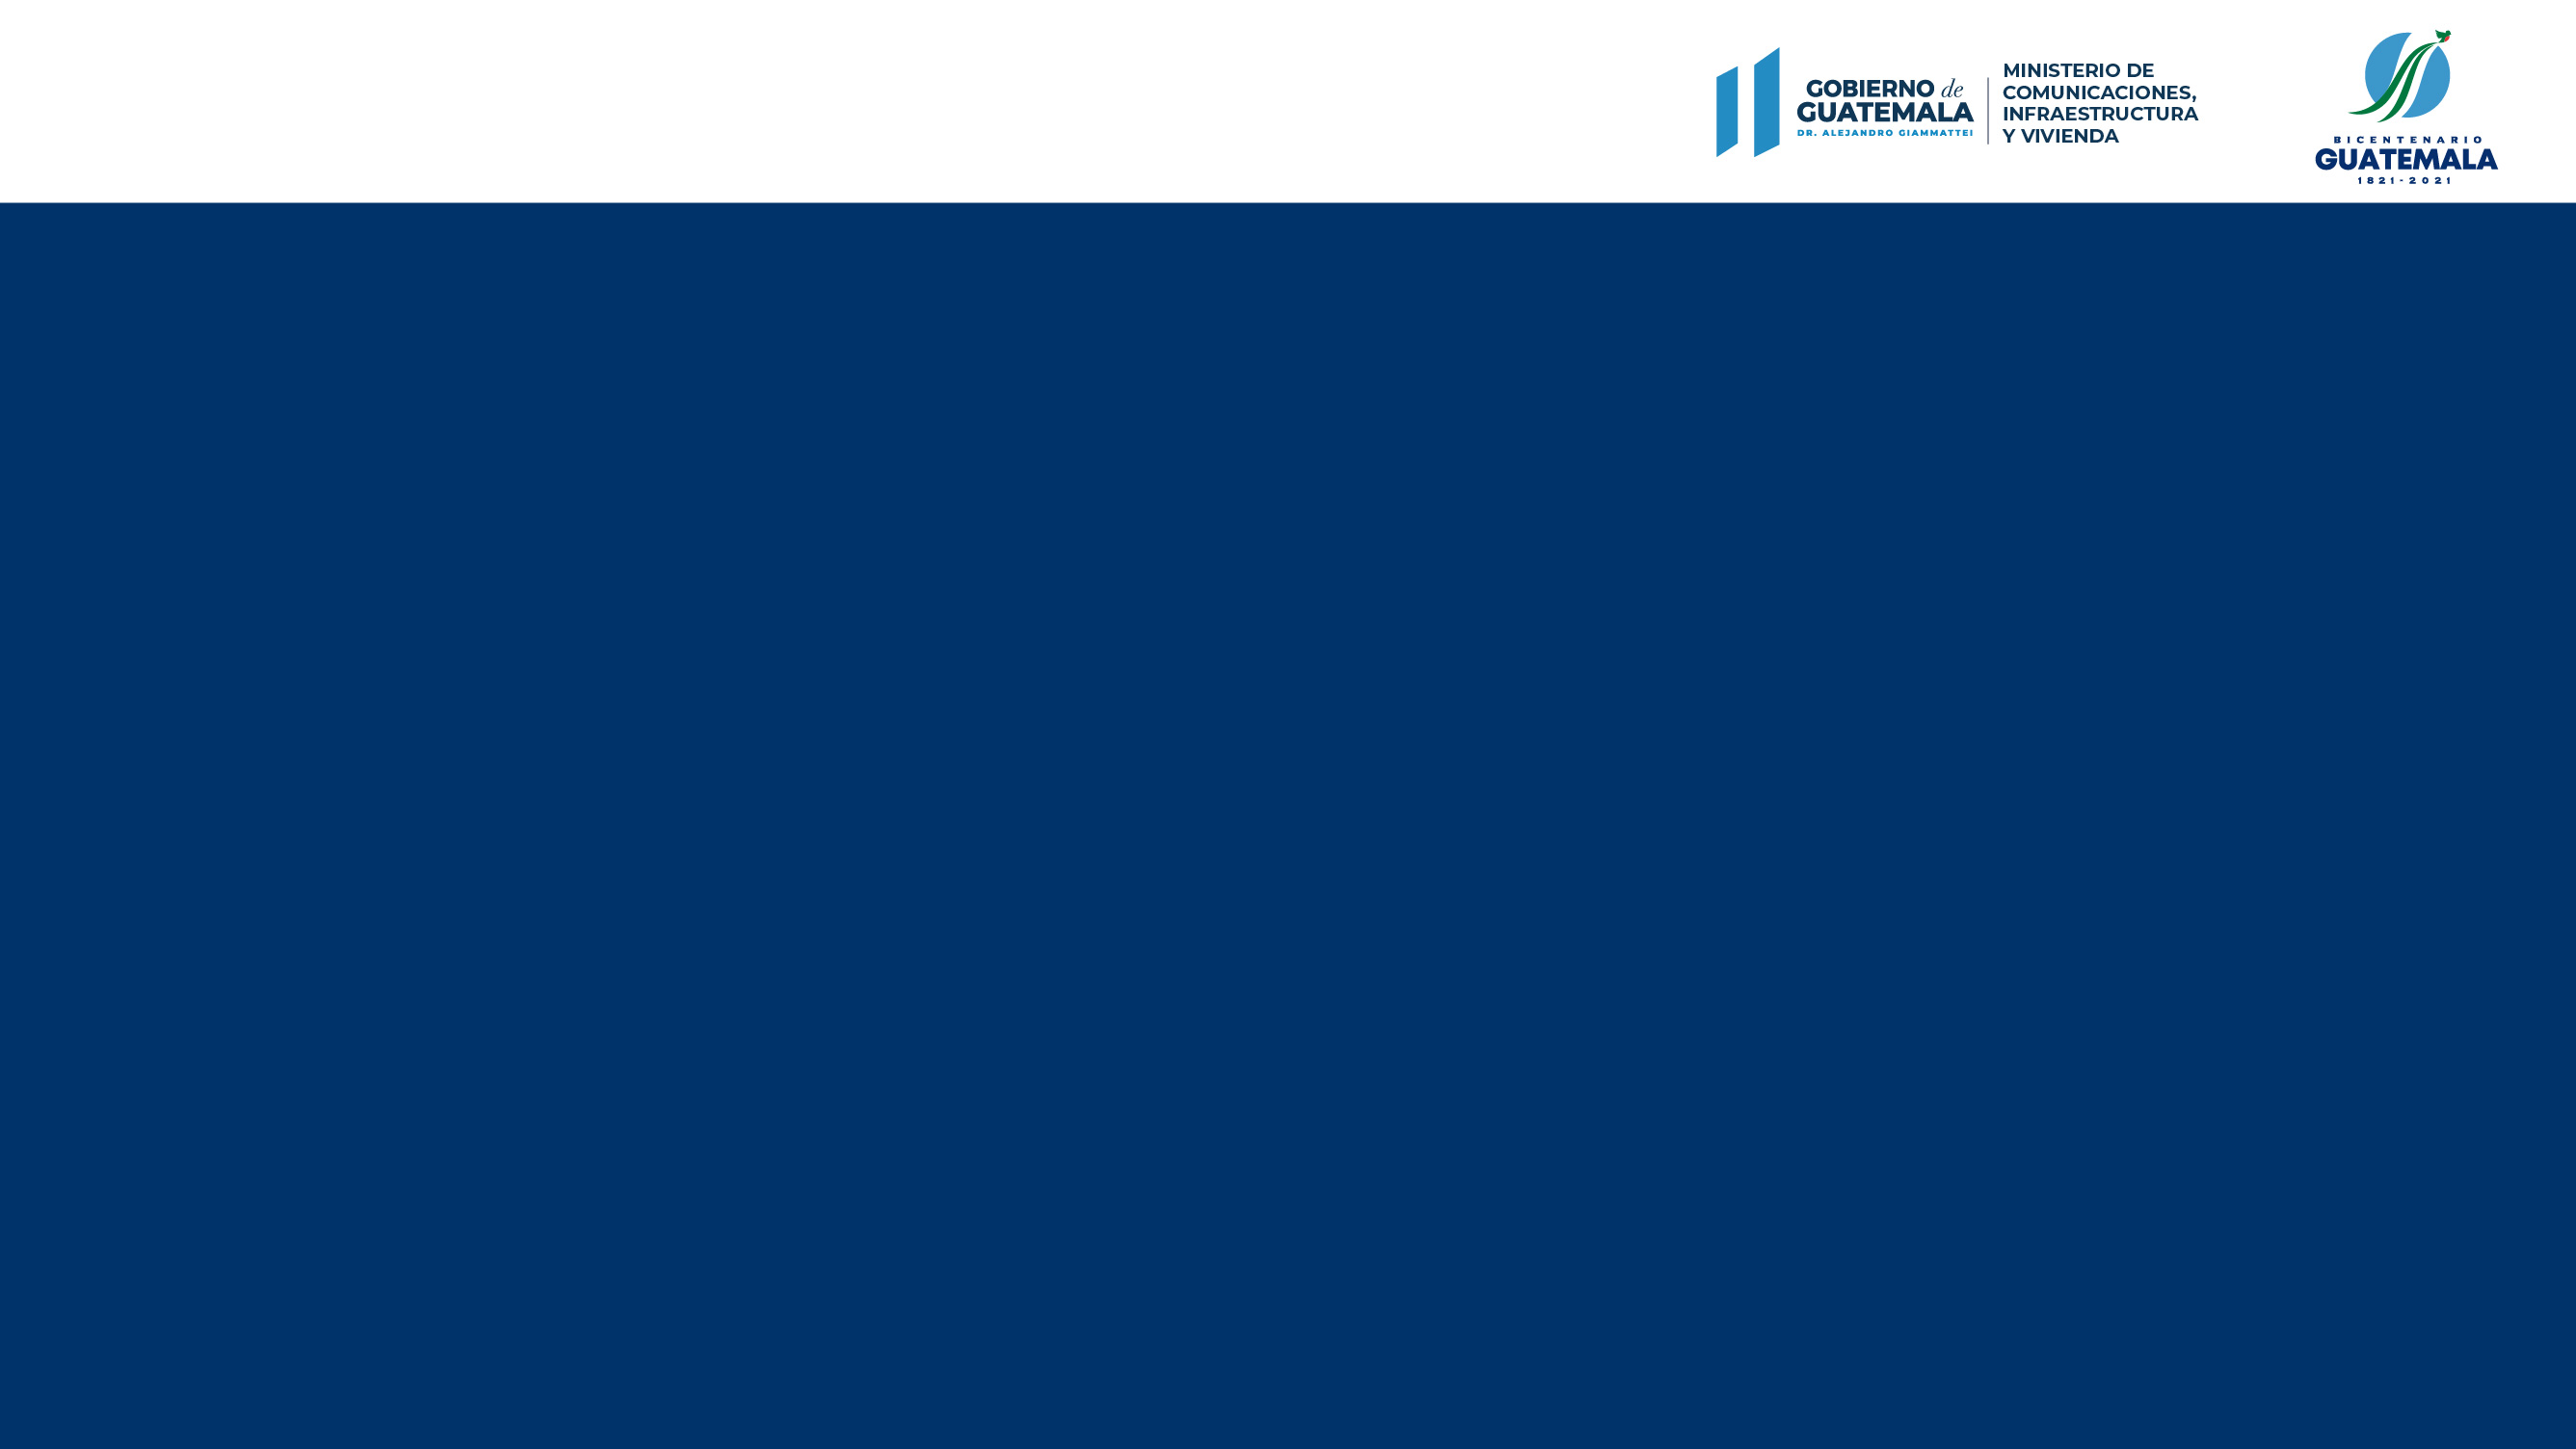 GOBIERNO de
GUATEMALA
DR. ALEJANDRO GIAMMATTEI
MINISTERIO DE
COMUNICACIONES,
INFRAESTRUCTURA
Y VIVIENDA
BICENTENARIO
GUATEMALA
1821-2021